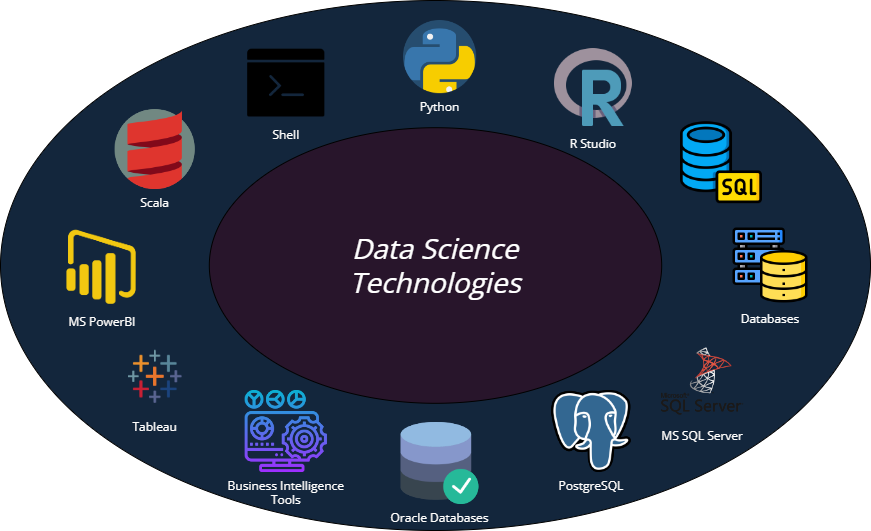 Python
Shell
R Studio
SQL
Scala
Data Science
Technologies
Databases
MS PowerBI
Microsoft
SQL Server
MS SQL Server
Tableau
Business Intelligence
Tools
PostgreSQL
Oracle Databases